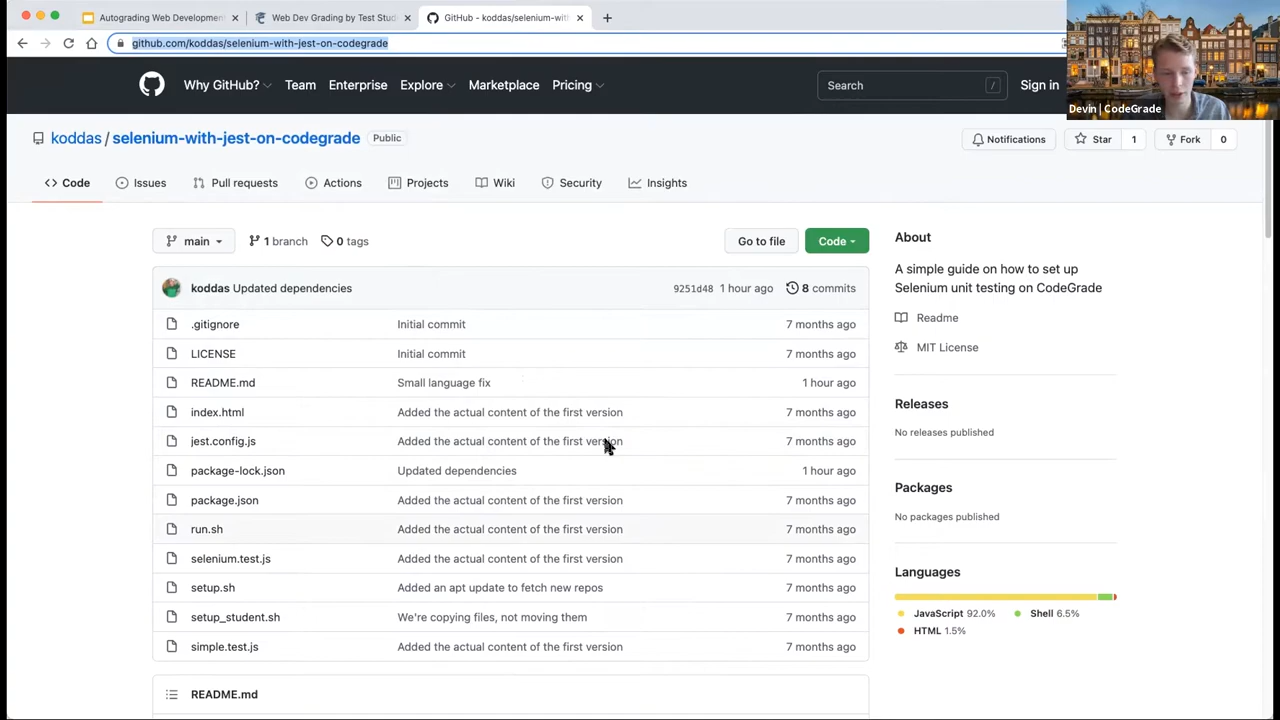 Autograding Web Developmen
Web Dev Grading by Test Stud
GitHub - koddas/selenium-wit
github.com/koddas/selenium-with-jest-on-codegrade
Devin | CodeGrade
Why GitHub?
Team
Enterprise
Explore
Marketplace
Pricing
Search /
Sign in
koddas / selenium-with-jest-on-codegrade Public
Notifications
Star 1
Fork 0
Code
Issues
Pull requests
Actions
Projects
Wiki
Security
Insights
main
1 branch
0 tags
Go to file
Code
koddas Updated dependencies 9251d48 1 hour ago 8 commits
.gitignore Initial commit 7 months ago
LICENSE Initial commit 7 months ago
README.md Small language fix 1 hour ago
index.html Added the actual content of the first version 7 months ago
jest.config.js Added the actual content of the first version 7 months ago
package-lock.json Updated dependencies 1 hour ago
package.json Added the actual content of the first version 7 months ago
run.sh Added the actual content of the first version 7 months ago
selenium.test.js Added the actual content of the first version 7 months ago
setup.sh Added an apt update to fetch new repos 7 months ago
setup_student.sh We're copying files, not moving them 7 months ago
simple.test.js Added the actual content of the first version 7 months ago
README.md
About
A simple guide on how to set up
Selenium unit testing on CodeGrade
Readme
MIT License
Releases
No releases published
Packages
No packages published
Languages
JavaScript 92.0%
Shell 6.5%
HTML 1.5%